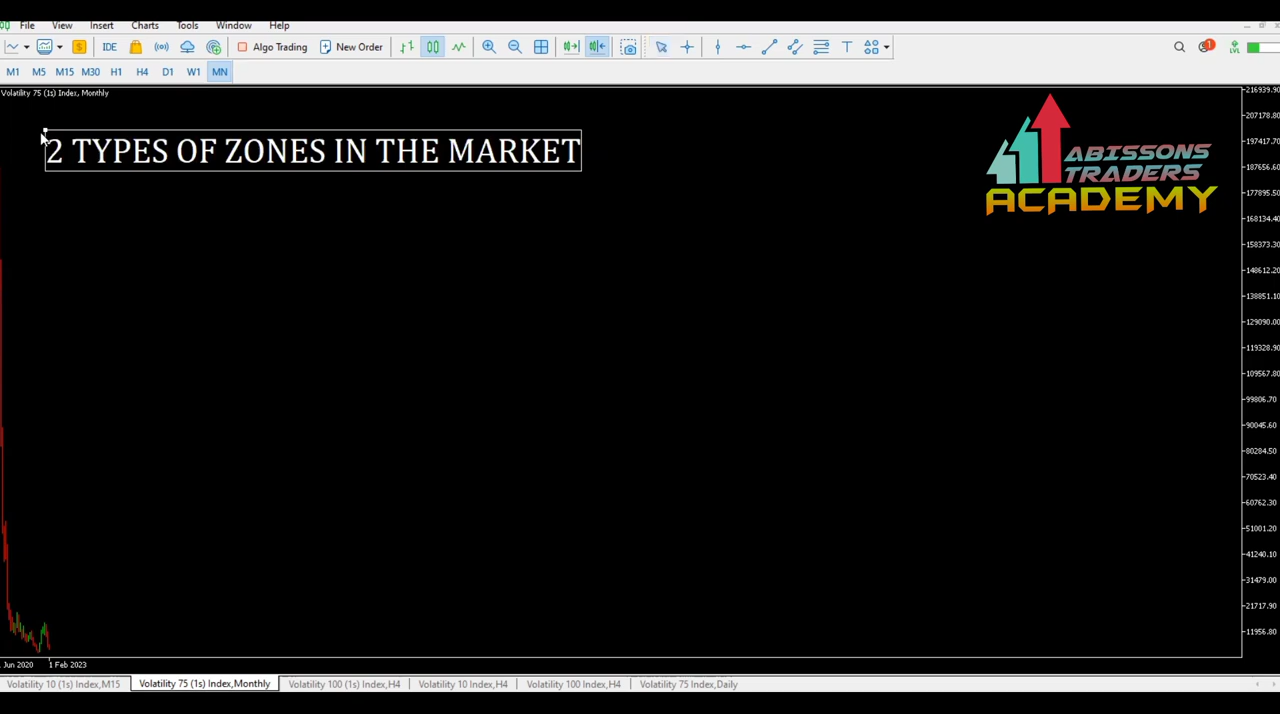 File View Insert Charts Tools Window Help
IDE Algo Trading New Order 1 LVL
M1 M5 M15 M30 H1 H4 D1 W1 MN
Volatility 75 (1s) Index, Monthly
2 TYPES OF ZONES IN THE MARKET
ABISSONS
TRADERS
ACADEMY
216939.90
207178.80
197417.70
187656.60
177895.50
168134.40
158373.30
148612.20
138851.10
129090.00
119328.90
109567.80
99806.70
90045.60
80284.50
70523.40
60762.30
51001.20
41240.10
31479.00
21717.90
11956.80
Jun 2020 1 Feb 2023
Volatility 10 (1s) Index,M15 Volatility 75 (1s) Index,Monthly Volatility 100 (1s) Index,H4 Volatility 10 Index,H4 Volatility 100 Index,H4 Volatility 75 Index,Daily